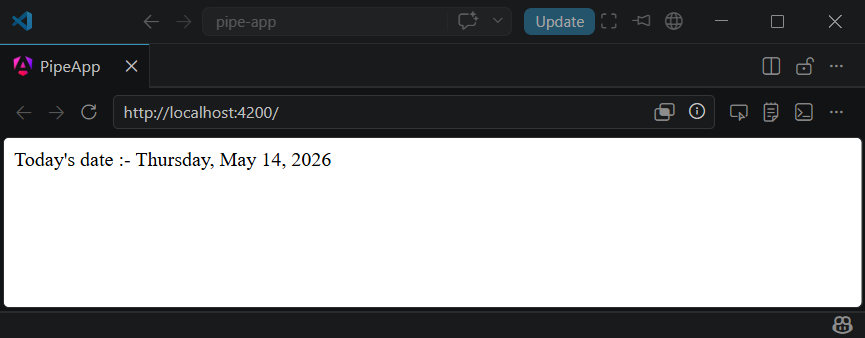 pipe-app
Update
PipeApp
http://localhost:4200/
Today's date :- Thursday, May 14, 2026